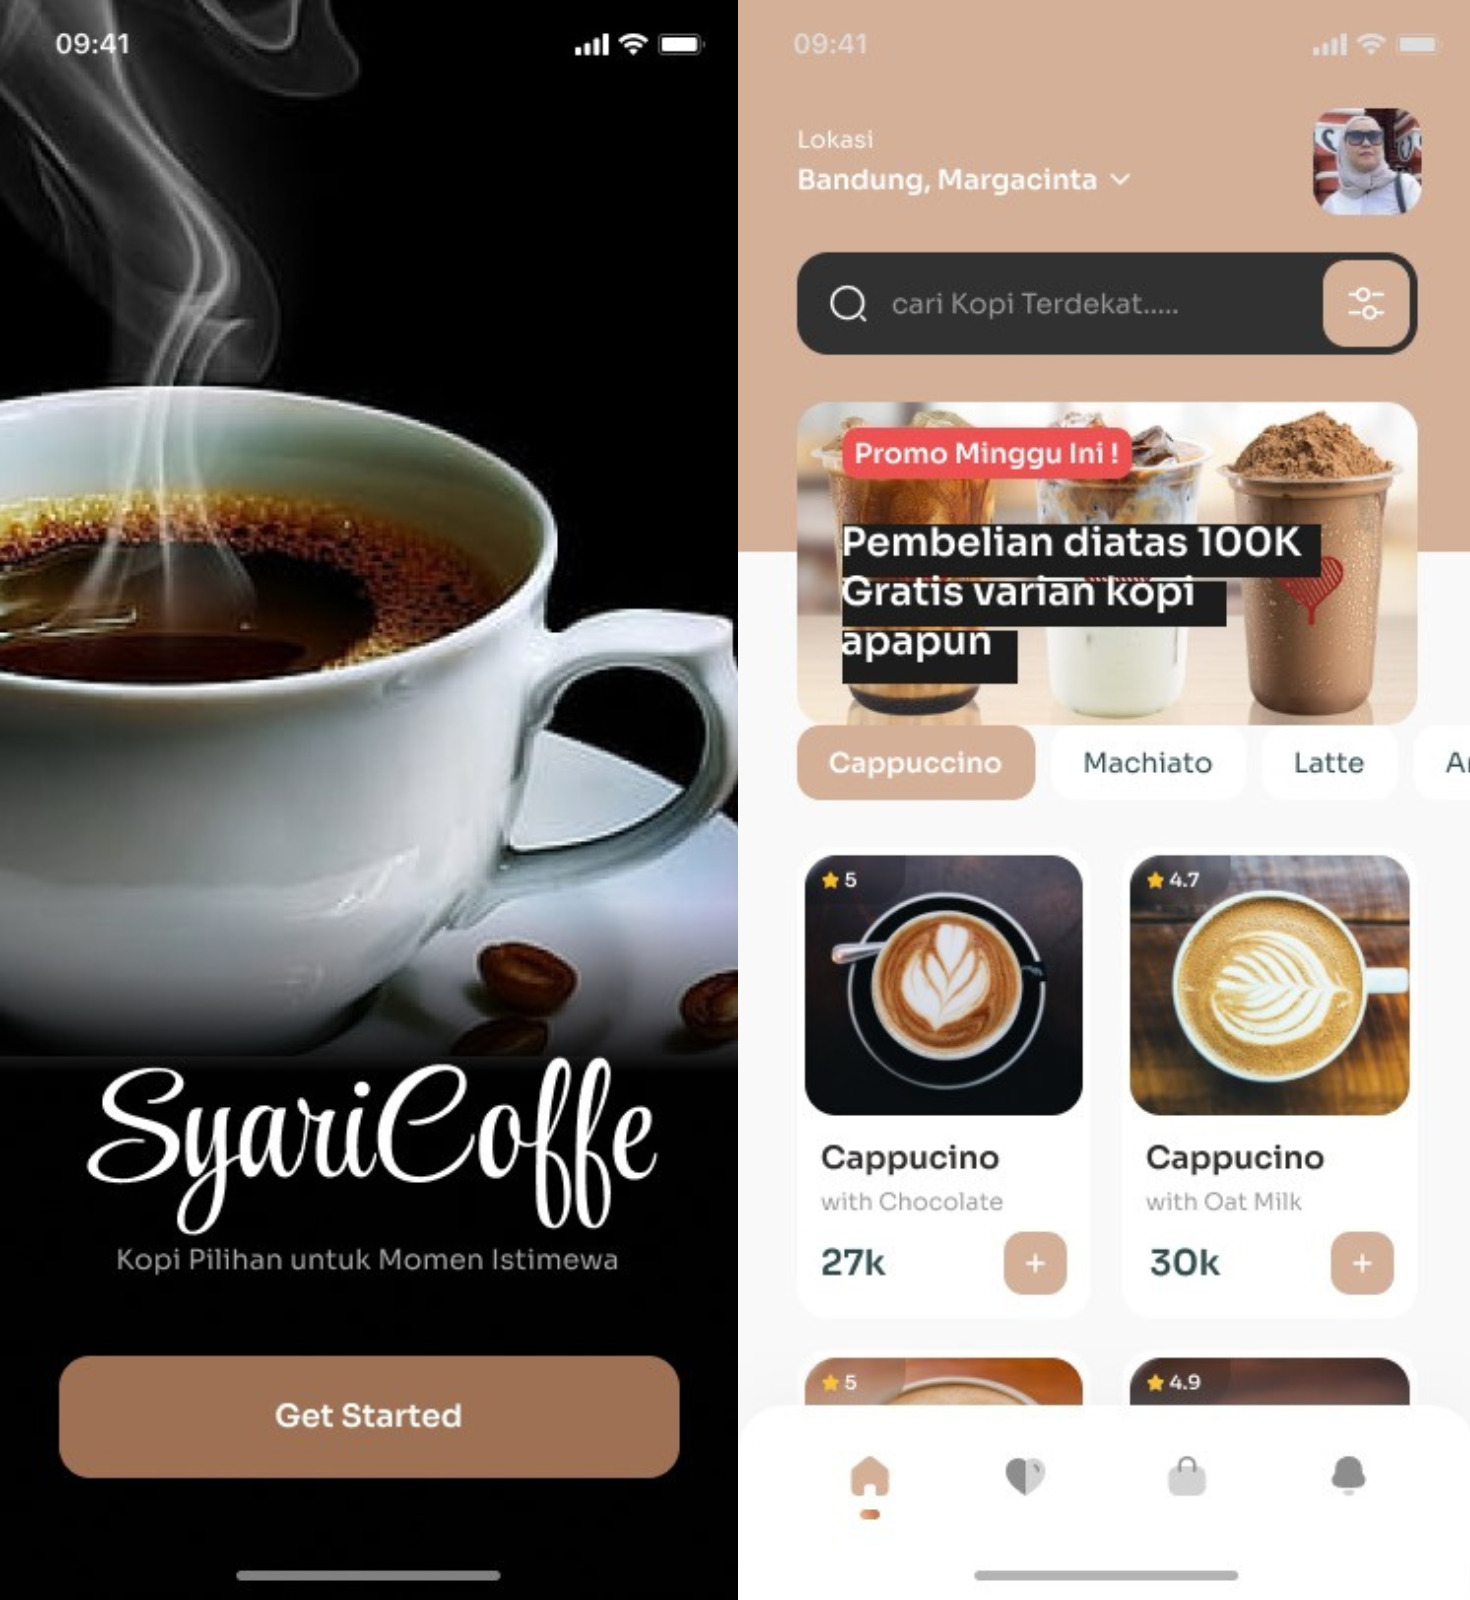 09:41
SyariCoffe
Kopi Pilihan untuk Momen Istimewa
Get Started
09:41
Lokasi
Bandung, Margacinta
cari Kopi Terdekat.....
Promo Minggu Ini !
Pembelian diatas 100K
Gratis varian kopi
apapun
Cappuccino Machiato Latte
5
4.7
Cappucino
with Chocolate
27k
+
Cappucino
with Oat Milk
30k
+
5
4.9